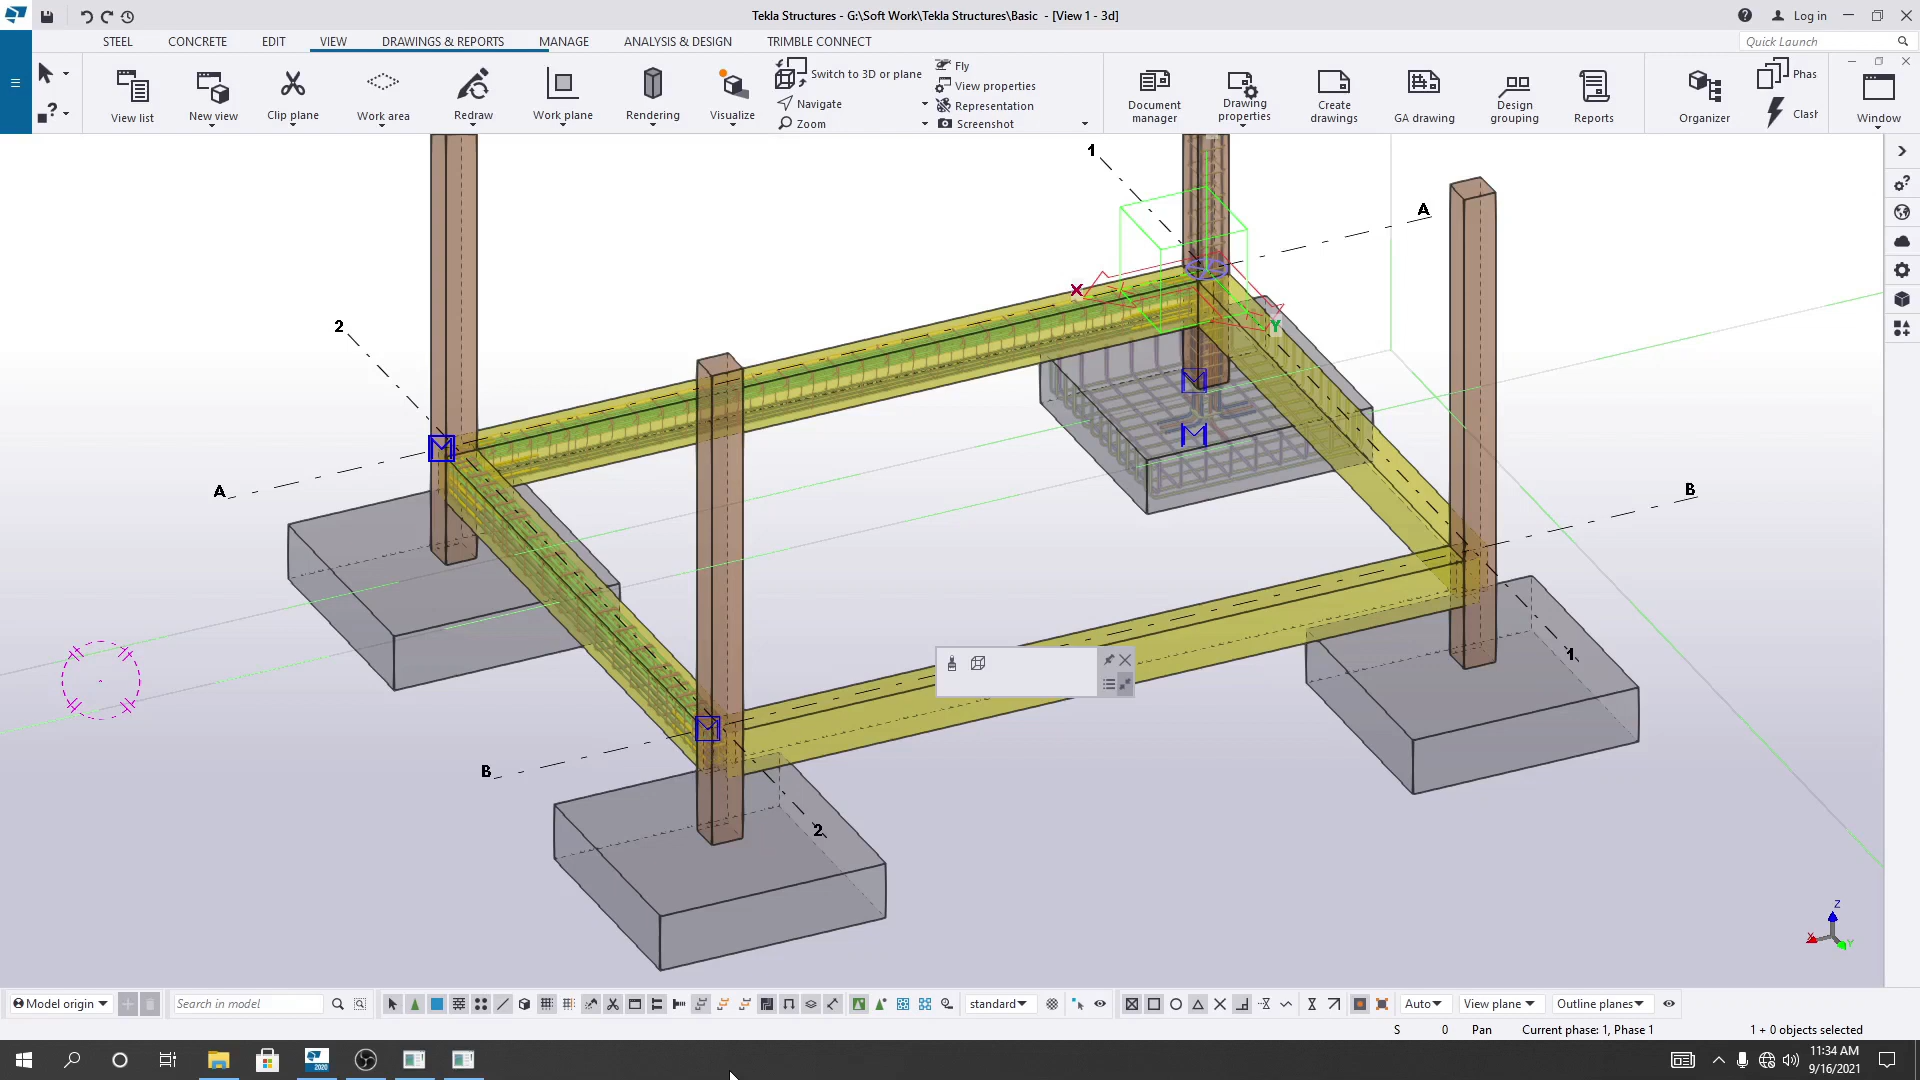 Tekla Structures - G:\Soft Work\Tekla Structures\Basic - [View 1 - 3d]
Log in
STEEL CONCRETE EDIT VIEW DRAWINGS & REPORTS MANAGE ANALYSIS & DESIGN TRIMBLE CONNECT
Quick Launch
View list
New view
Clip plane
Work area
Redraw
Work plane
Rendering
Visualize
Switch to 3D or plane
Navigate
Zoom
Fly
View properties
Representation
Screenshot
Document manager
Drawing properties
Create drawings
GA drawing
Design grouping
Reports
Organizer
Phas
Clash
Window
1
A
2
X
Y
A
B
1
B
2
Z
X
Y
Model origin
Search in model
standard
Auto
View plane
Outline planes
S 0 Pan Current phase: 1, Phase 1 1 + 0 objects selected
2020
11:34 AM
9/16/2021